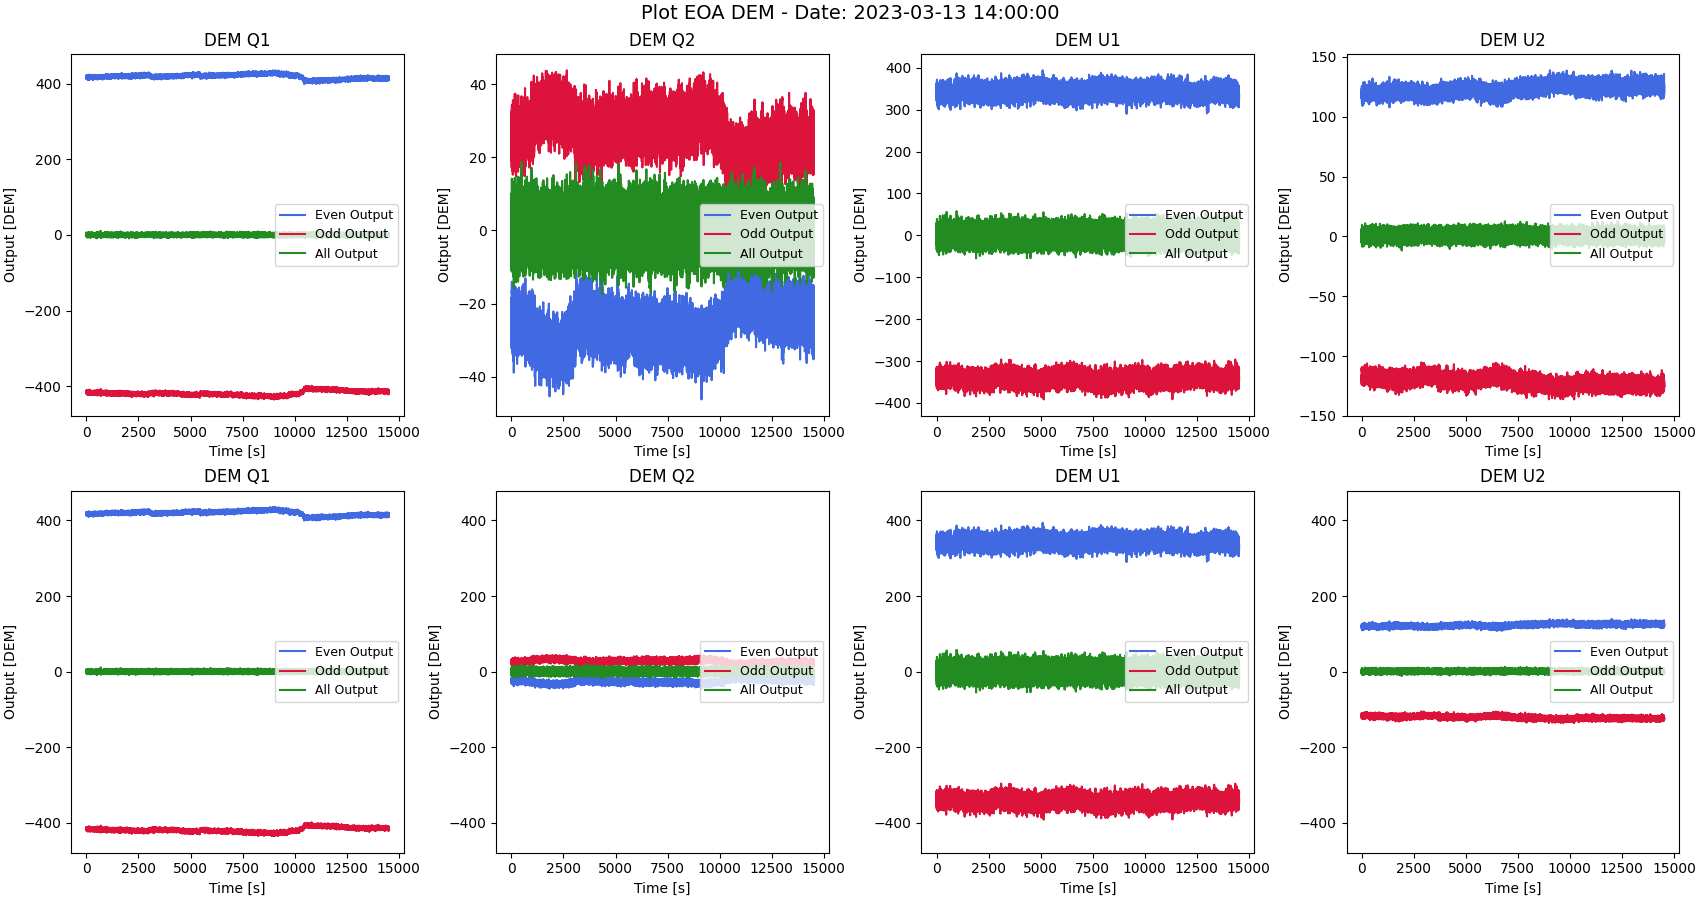 Plot EOA DEM - Date: 2023-03-13 14:00:00
DEM Q1
Output [DEM]
400
200
0
−200
−400
Even Output
Odd Output
All Output
0 2500 5000 7500 10000 12500 15000
Time [s]
DEM Q2
Output [DEM]
40
20
0
−20
−40
Even Output
Odd Output
All Output
0 2500 5000 7500 10000 12500 15000
Time [s]
DEM U1
Output [DEM]
400
300
200
100
0
−100
−200
−300
−400
Even Output
Odd Output
All Output
0 2500 5000 7500 10000 12500 15000
Time [s]
DEM U2
Output [DEM]
150
100
50
0
−50
−100
−150
Even Output
Odd Output
All Output
0 2500 5000 7500 10000 12500 15000
Time [s]
DEM Q1
Output [DEM]
400
200
0
−200
−400
Even Output
Odd Output
All Output
0 2500 5000 7500 10000 12500 15000
Time [s]
DEM Q2
Output [DEM]
400
200
0
−200
−400
Even Output
Odd Output
All Output
0 2500 5000 7500 10000 12500 15000
Time [s]
DEM U1
Output [DEM]
400
200
0
−200
−400
Even Output
Odd Output
All Output
0 2500 5000 7500 10000 12500 15000
Time [s]
DEM U2
Output [DEM]
400
200
0
−200
−400
Even Output
Odd Output
All Output
0 2500 5000 7500 10000 12500 15000
Time [s]